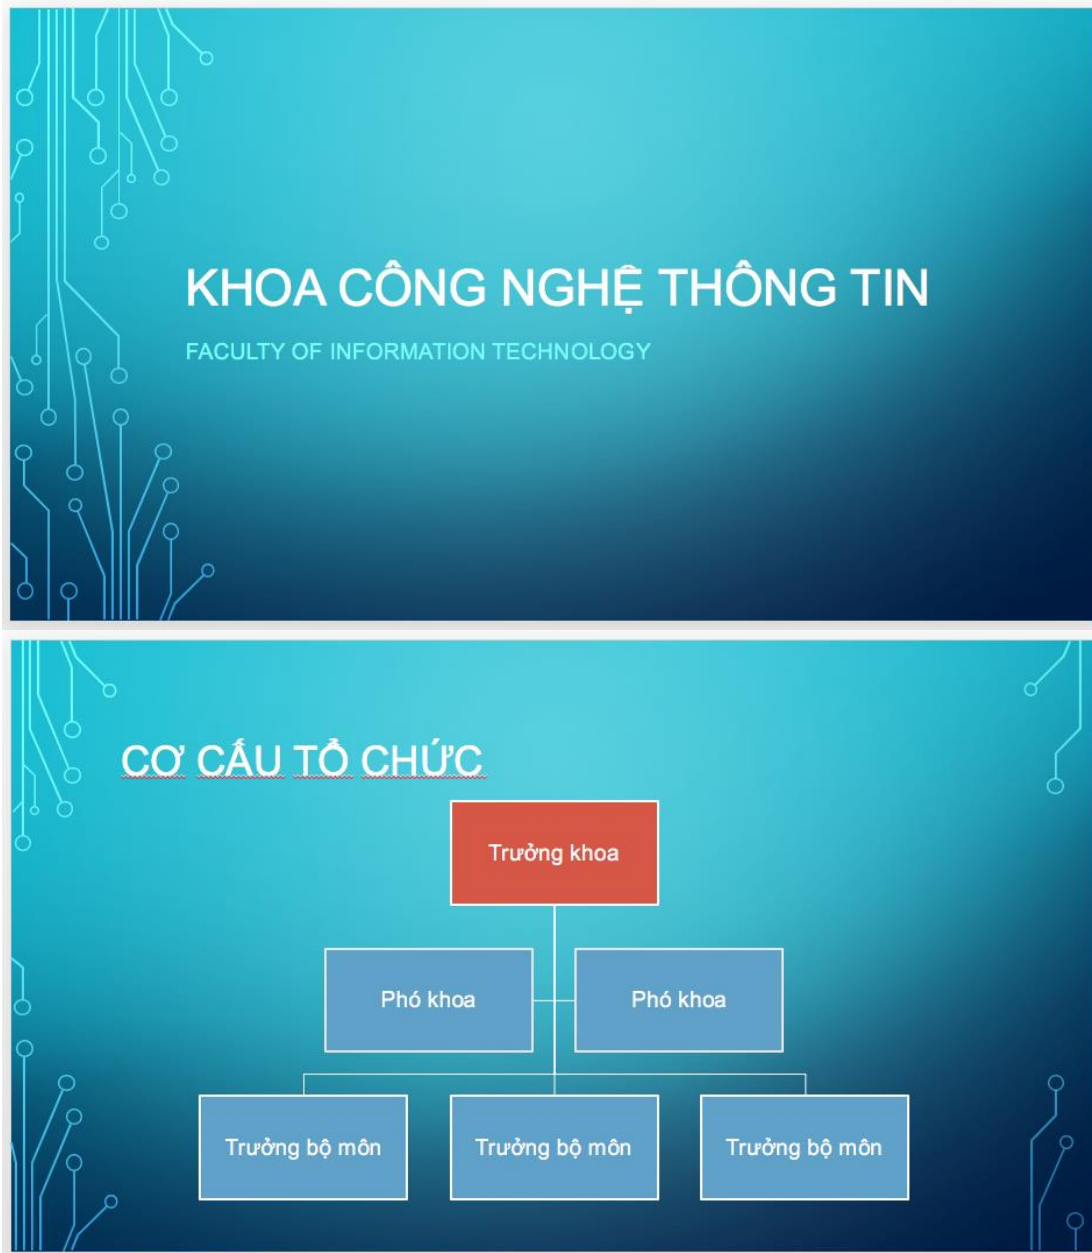 KHOA CÔNG NGHỆ THÔNG TIN
FACULTY OF INFORMATION TECHNOLOGY
CƠ CẤU TỔ CHỨC
Trưởng khoa
Phó khoa
Phó khoa
Trưởng bộ môn
Trưởng bộ môn
Trưởng bộ môn